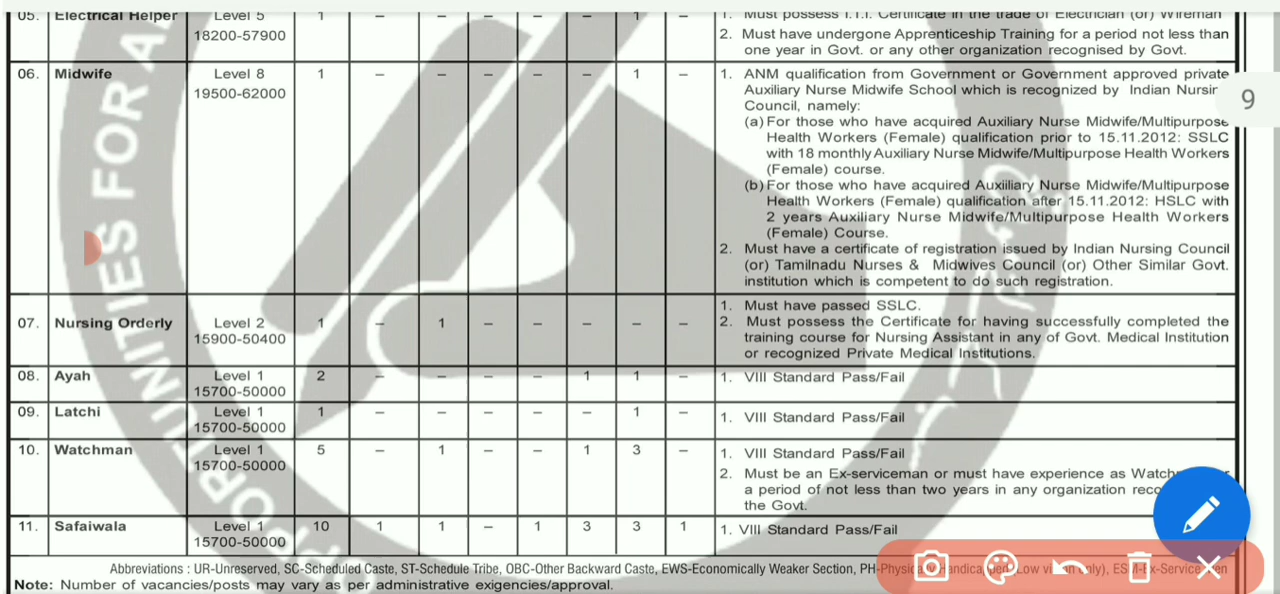 05. Electrical Helper Level 5 1 – – – – – 1 – 1. Must possess I.T.I. Certificate in the trade of Electrician (or) Wireman
18200-57900 2. Must have undergone Apprenticeship Training for a period not less than
one year in Govt. or any other organization recognised by Govt.
06. Midwife Level 8 1 – – – – – 1 – 1. ANM qualification from Government or Government approved private
19500-62000 Auxiliary Nurse Midwife School which is recognized by Indian
Council, namely:
9
(a) For those who have acquired Auxiliary Nurse Midwife/Multipurpose
Health Workers (Female) qualification prior to 15.11.2012: SSLC
with 18 monthly Auxiliary Nurse Midwife/Multipurpose Health Workers
(Female) course.
(b) For those who have acquired Auxiiliary Nurse Midwife/Multipurpose
Health Workers (Female) qualification after 15.11.2012: HSLC with
2 years Auxiliary Nurse Midwife/Multipurpose Health Workers
(Female) Course.
2. Must have a certificate of registration issued by Indian Nursing Council
(or) Tamilnadu Nurses & Midwives Council (or) Other Similar Govt.
institution which is competent to do such registration.
07. Nursing Orderly Level 2 1 – 1 – – – – – 1. Must have passed SSLC.
15900-50400 2. Must possess the Certificate for having successfully completed the
training course for Nursing Assistant in any of Govt. Medical Institution
or recognized Private Medical Institutions.
08. Ayah Level 1 2 – – – – 1 1 – 1. VIII Standard Pass/Fail
15700-50000
09. Latchi Level 1 1 – – – – – 1 – 1. VIII Standard Pass/Fail
15700-50000
10. Watchman Level 1 5 – 1 – – 1 3 – 1. VIII Standard Pass/Fail
15700-50000 2. Must be an Ex-serviceman or must have experience as
a period of not less than two years in any organization
the Govt.
11. Safaiwala Level 1 10 1 1 – 1 3 3 1 1. VIII Standard Pass/Fail
15700-50000
Abbreviations : UR-Unreserved, SC-Scheduled Caste, ST-Schedule Tribe, OBC-Other Backward Caste, EWS-Economically Weaker Section,
Note: Number of vacancies/posts may vary as per administrative exigencies/approval.
FOR